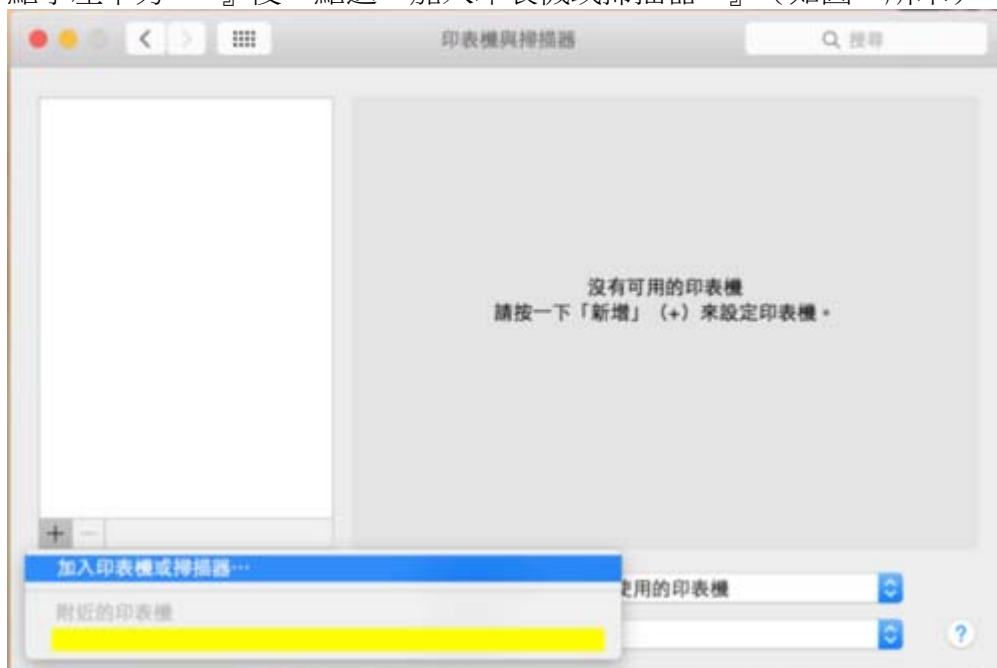 印表機與掃描器
搜尋
沒有可用的印表機
請按一下「新增」（+）來設定印表機。
+ −
加入印表機或掃描器…
使用的印表機
附近的印表機
?